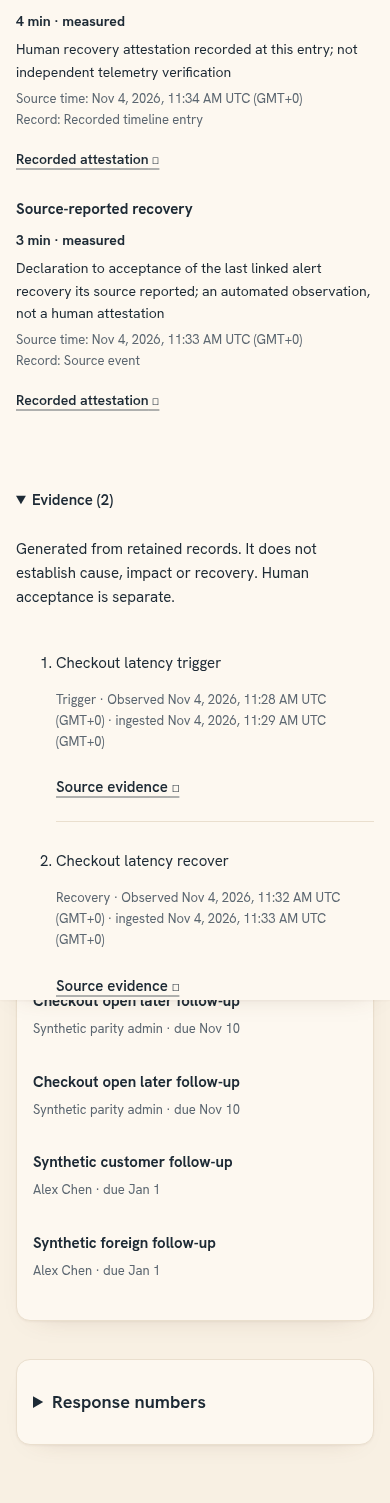 4 min · measured
Human recovery attestation recorded at this entry; not
independent telemetry verification
Source time: Nov 4, 2026, 11:34 AM UTC (GMT+0)
Record: Recorded timeline entry
Recorded attestation
Source-reported recovery
3 min · measured
Declaration to acceptance of the last linked alert
recovery its source reported; an automated observation,
not a human attestation
Source time: Nov 4, 2026, 11:33 AM UTC (GMT+0)
Record: Source event
Recorded attestation
▼ Evidence (2)
Generated from retained records. It does not
establish cause, impact or recovery. Human
acceptance is separate.
1. Checkout latency trigger
Trigger · Observed Nov 4, 2026, 11:28 AM UTC
(GMT+0) · ingested Nov 4, 2026, 11:29 AM UTC
(GMT+0)
Source evidence
2. Checkout latency recover
Recovery · Observed Nov 4, 2026, 11:32 AM UTC
(GMT+0) · ingested Nov 4, 2026, 11:33 AM UTC
(GMT+0)
Source evidence
Checkout open later follow-up
Synthetic parity admin · due Nov 10
Checkout open later follow-up
Synthetic parity admin · due Nov 10
Synthetic customer follow-up
Alex Chen · due Jan 1
Synthetic foreign follow-up
Alex Chen · due Jan 1
▶ Response numbers